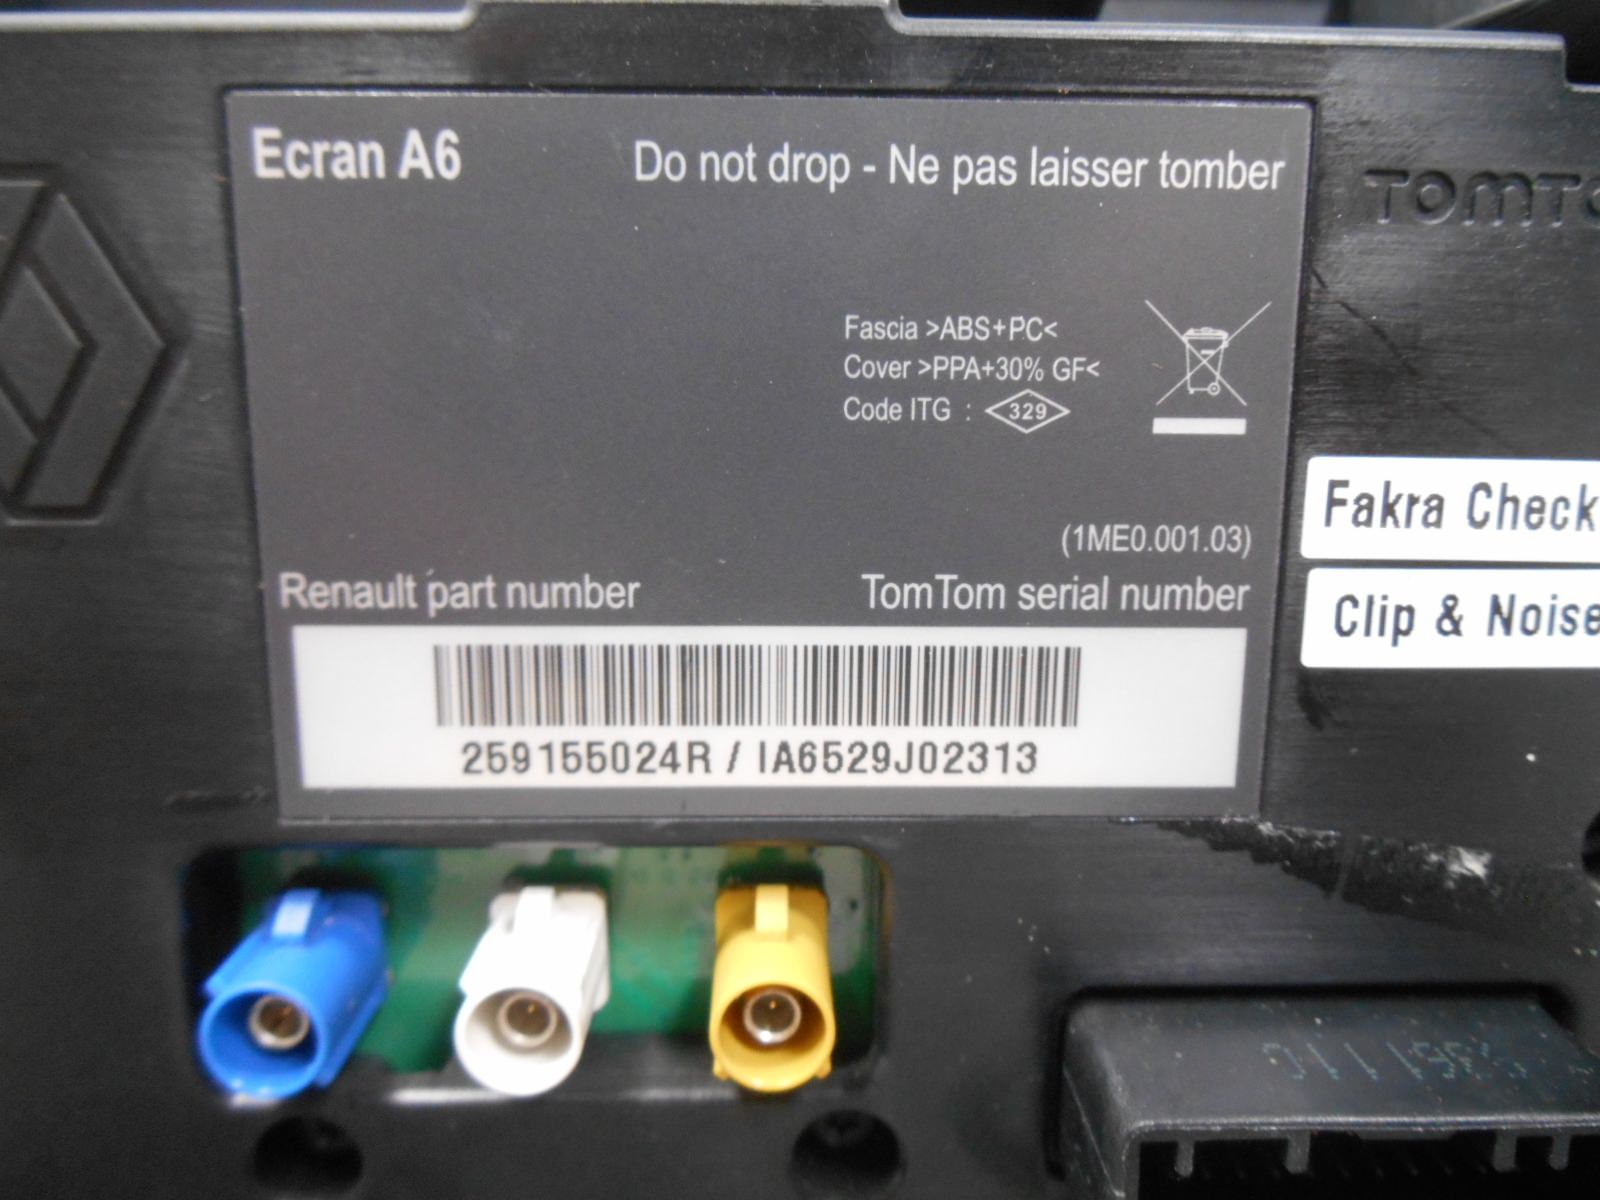 Ecran A6
Do not drop - Ne pas laisser tomber
TOMTO
Fascia >ABS+PC<
Cover >PPA+30% GF<
Code ITG : 329
Fakra Check
(1ME0.001.03)
Renault part number
TomTom serial number
Clip & Noise
259155024R / IA6529J02313